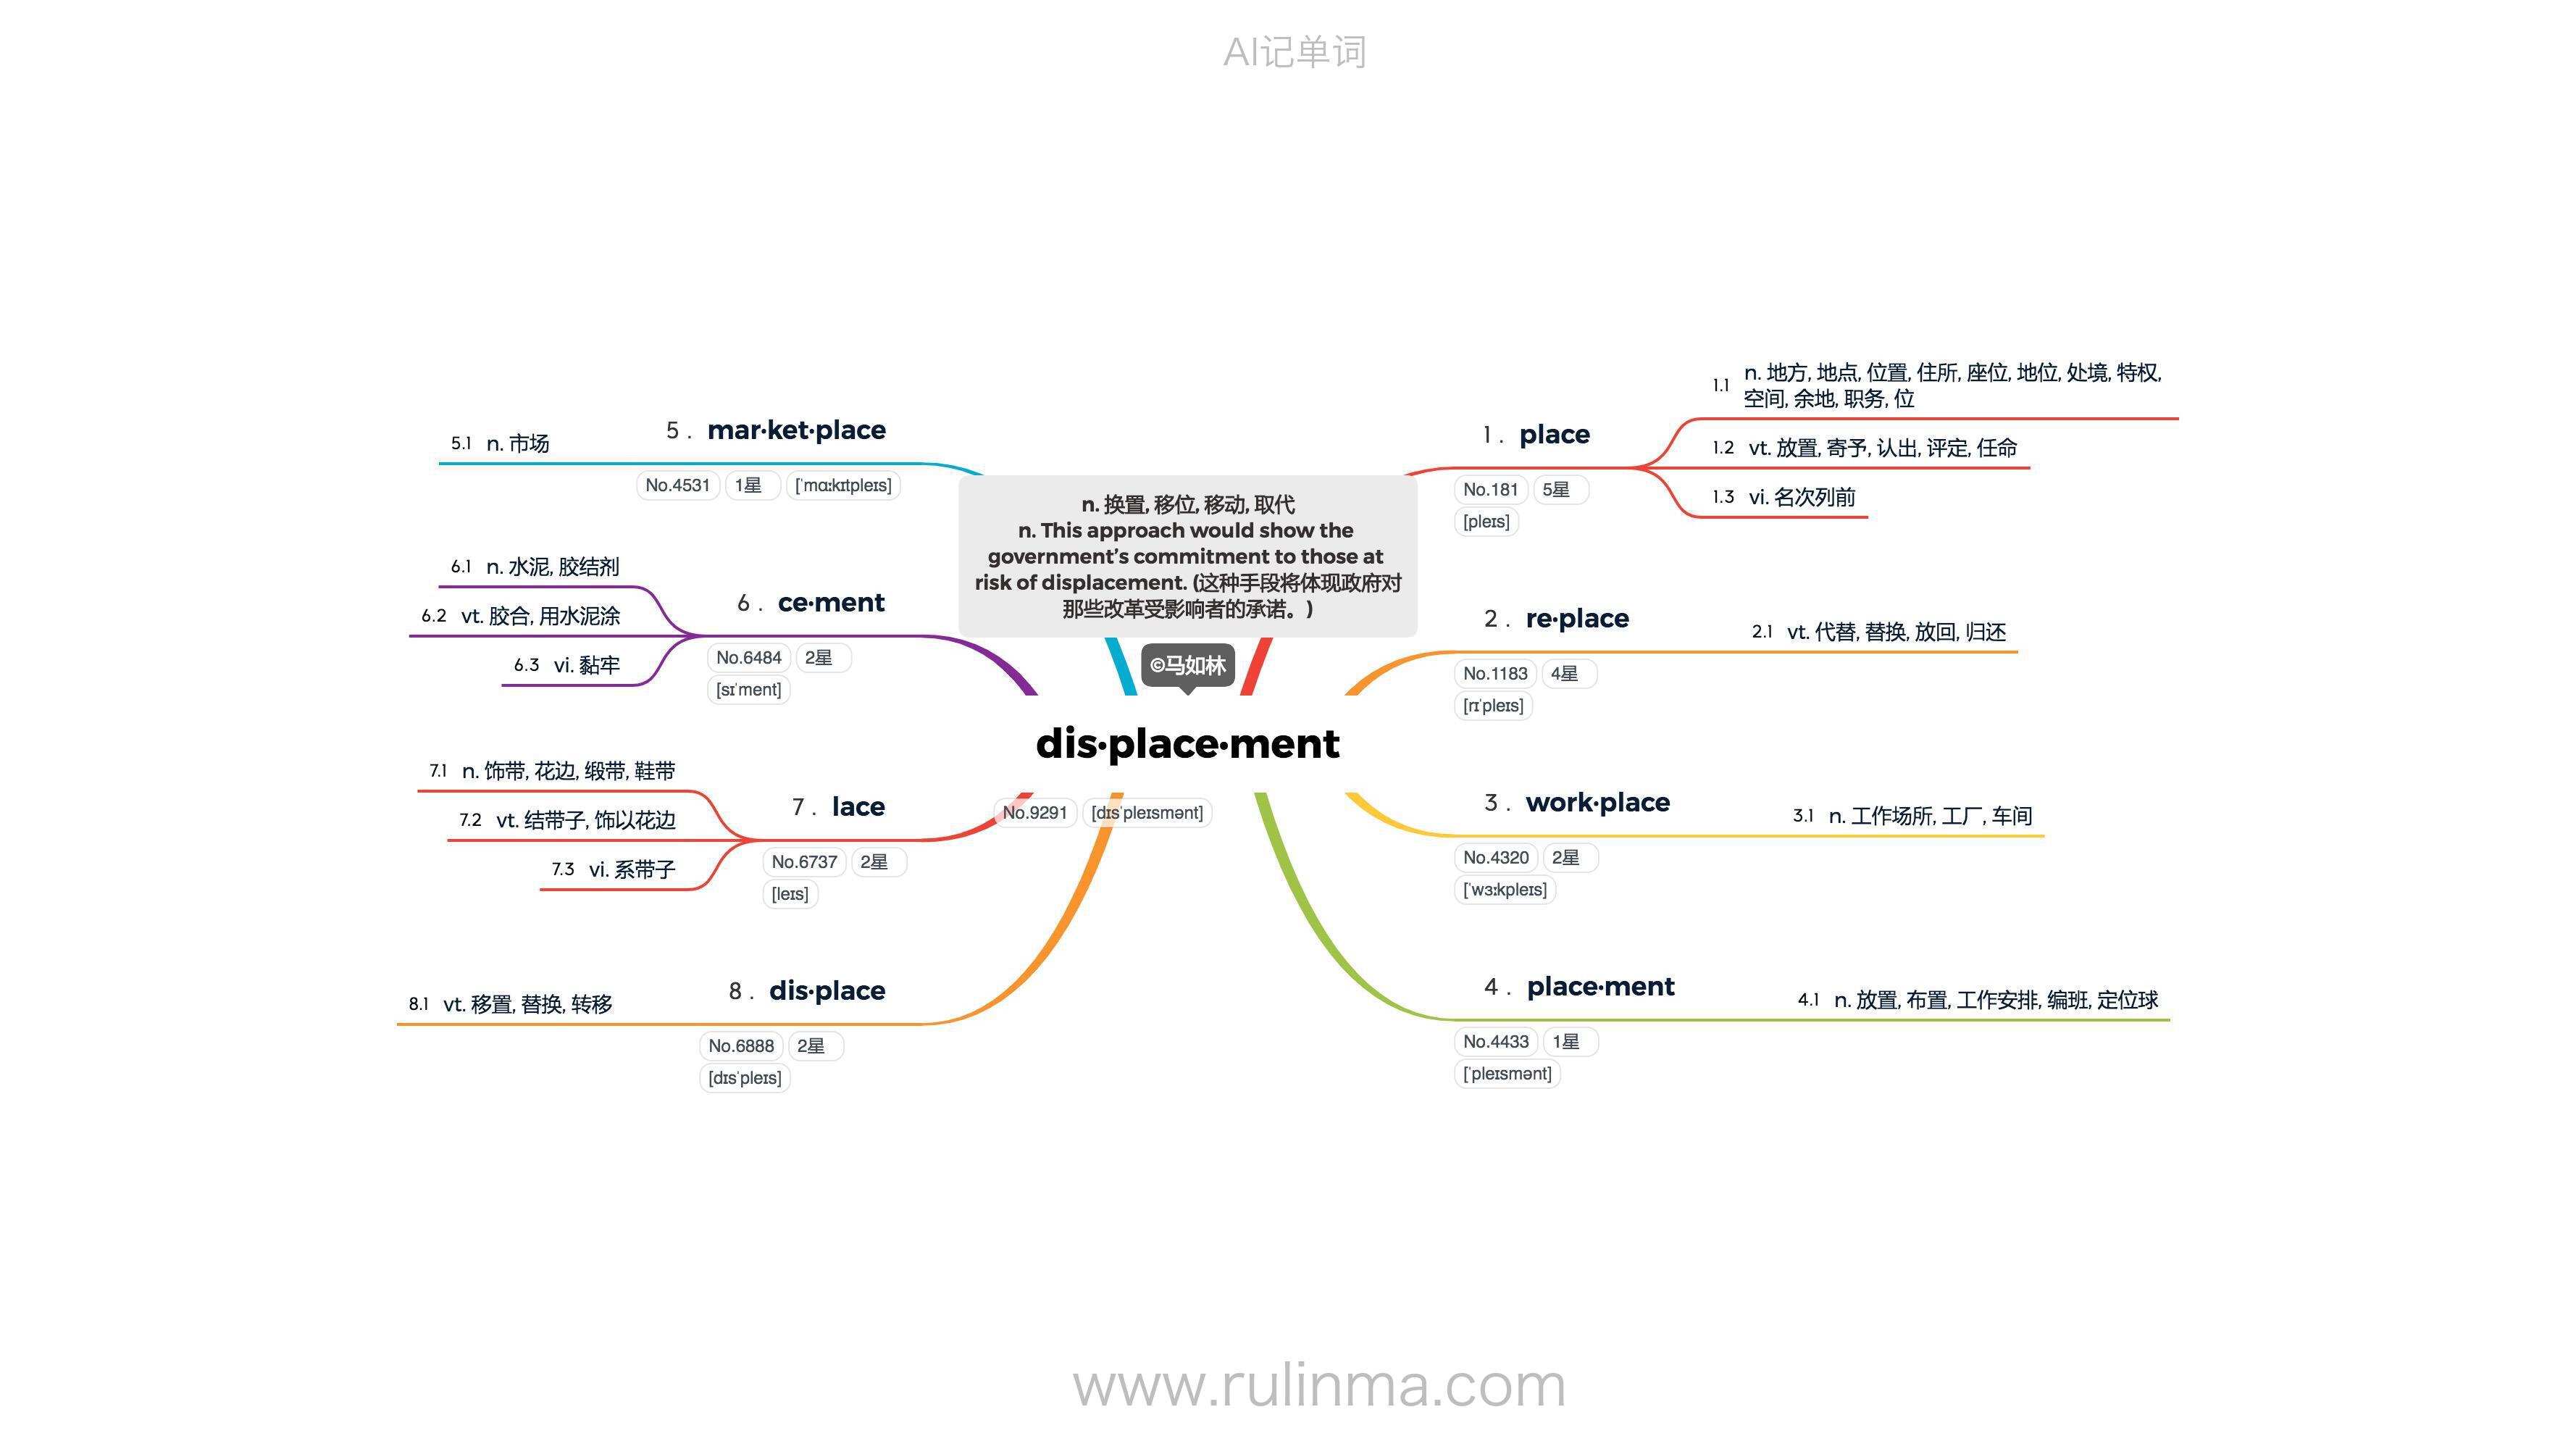 AI记单词
n. 换置, 移位, 移动, 取代
n. This approach would show the
government’s commitment to those at
risk of displacement. (这种手段将体现政府对
那些改革受影响者的承诺。)
©马如林
dis·place·ment
No.9291 [dɪsˈpleɪsmənt]
1. place
No.181 5星
[pleɪs]
1.1 n. 地方, 地点, 位置, 住所, 座位, 地位, 处境, 特权,
空间, 余地, 职务, 位
1.2 vt. 放置, 寄予, 认出, 评定, 任命
1.3 vi. 名次列前
2. re·place
No.1183 4星
[rɪˈpleɪs]
2.1 vt. 代替, 替换, 放回, 归还
3. work·place
No.4320 2星
[ˈwɜːkpleɪs]
3.1 n. 工作场所, 工厂, 车间
4. place·ment
No.4433 1星
[ˈpleɪsmənt]
4.1 n. 放置, 布置, 工作安排, 编班, 定位球
5. mar·ket·place
No.4531 1星 [ˈmɑːkɪtpleɪs]
5.1 n. 市场
6. ce·ment
No.6484 2星
[sɪˈment]
6.1 n. 水泥, 胶结剂
6.2 vt. 胶合, 用水泥涂
6.3 vi. 黏牢
7. lace
No.6737 2星
[leɪs]
7.1 n. 饰带, 花边, 缎带, 鞋带
7.2 vt. 结带子, 饰以花边
7.3 vi. 系带子
8. dis·place
No.6888 2星
[dɪsˈpleɪs]
8.1 vt. 移置, 替换, 转移
www.rulinma.com